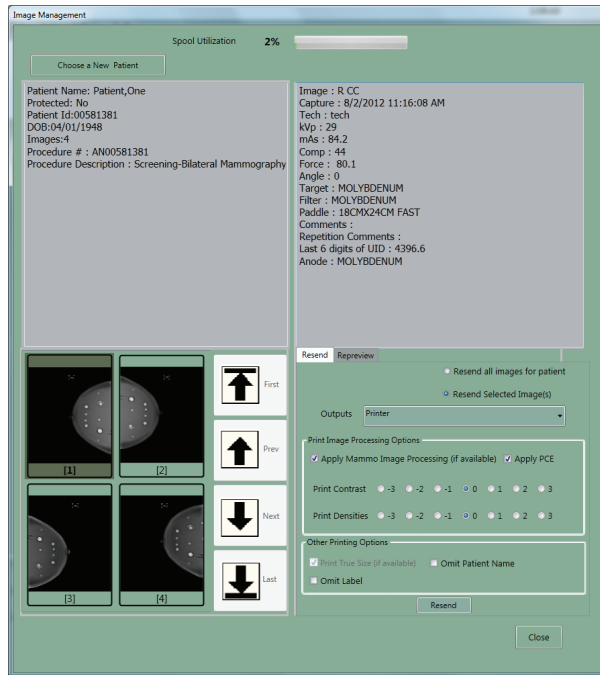 Image Management
Spool Utilization 2%
Choose a New Patient
Patient Name: Patient,One
Protected: No
Patient Id:00581381
DOB:04/01/1948
Images:4
Procedure # : AN00581381
Procedure Description : Screening-Bilateral Mammography
Image : R CC
Capture : 8/2/2012 11:16:08 AM
Tech : tech
kVp : 29
mAs : 84.2
Comp : 44
Force : 80.1
Angle : 0
Target : MOLYBDENUM
Filter : MOLYBDENUM
Paddle : 18CMX24CM FAST
Comments :
Repetition Comments :
Last 6 digits of UID : 4396.6
Anode : MOLYBDENUM
[1]
[2]
[3]
[4]
First
Prev
Next
Last
Resend Repreview
Resend all images for patient
Resend Selected Image(s)
Outputs Printer
Print Image Processing Options
Apply Mammo Image Processing (if available) Apply PCE
Print Contrast -3 -2 -1 0 1 2 3
Print Densities -3 -2 -1 0 1 2 3
Other Printing Options
Print True Size (if available) Omit Patient Name
Omit Label
Resend
Close